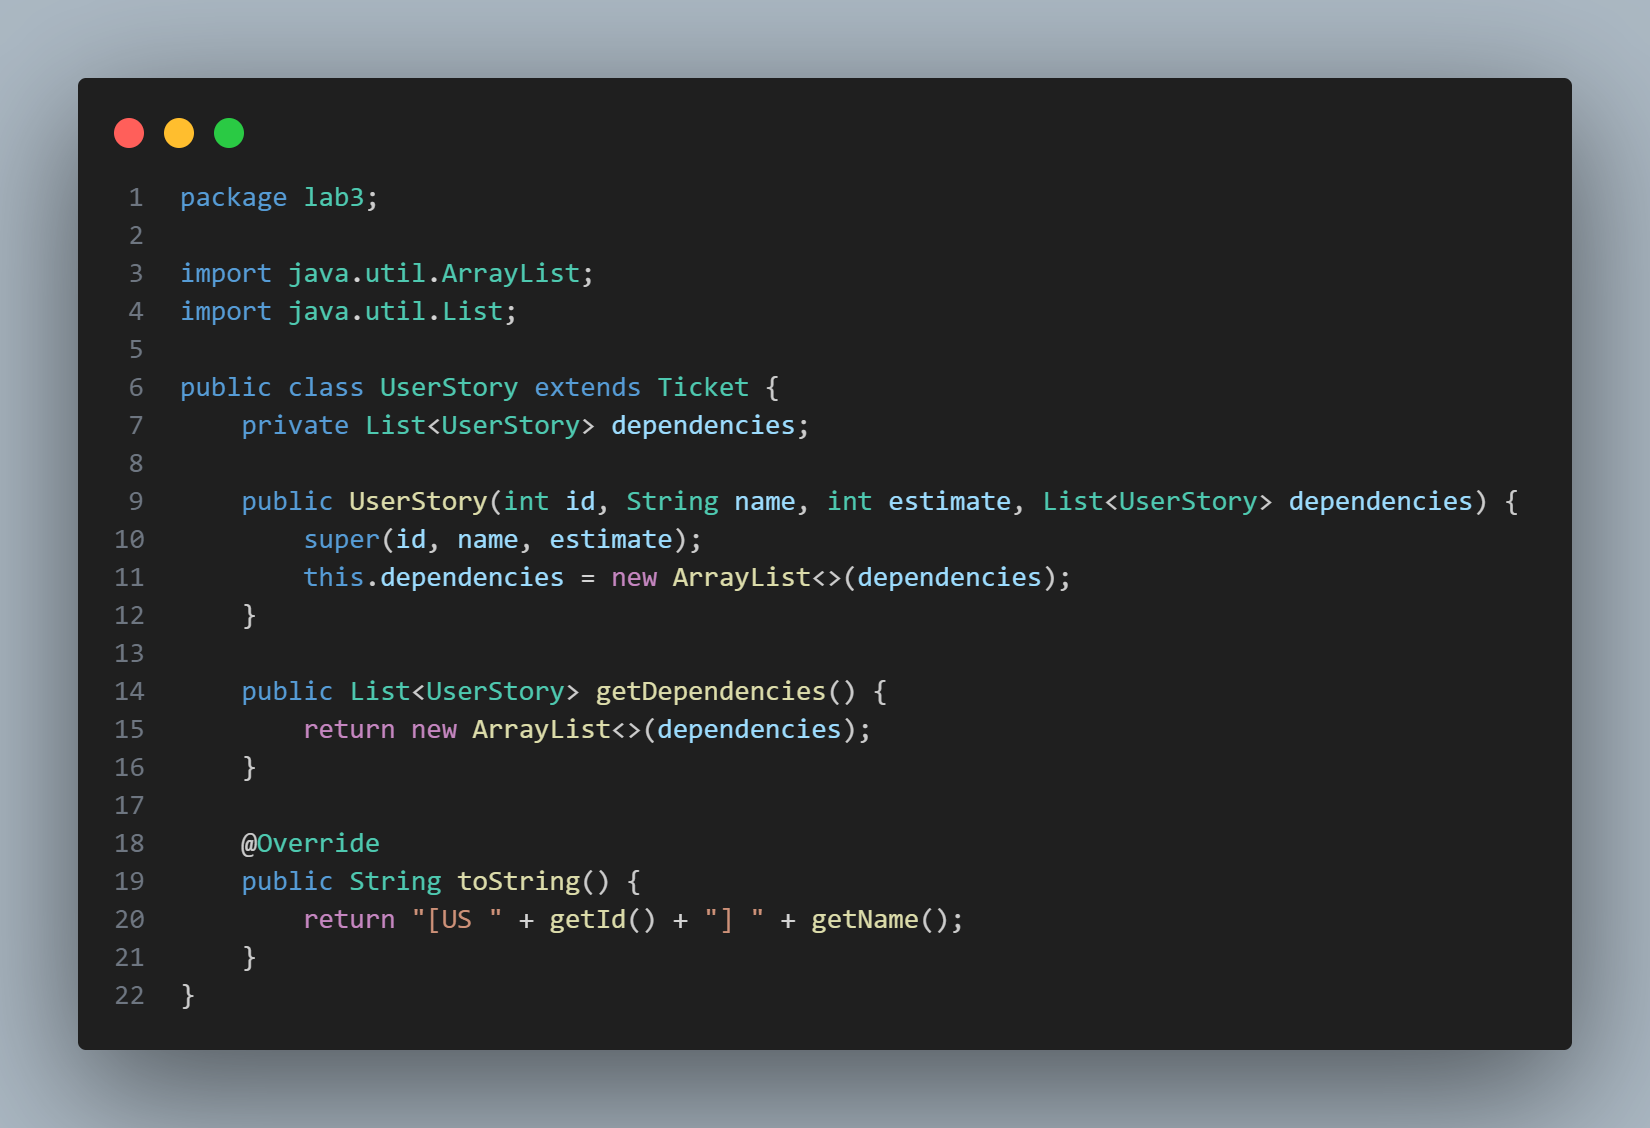 1 package lab3;
2
3 import java.util.ArrayList;
4 import java.util.List;
5
6 public class UserStory extends Ticket {
7     private List<UserStory> dependencies;
8
9     public UserStory(int id, String name, int estimate, List<UserStory> dependencies) {
10         super(id, name, estimate);
11         this.dependencies = new ArrayList<>(dependencies);
12     }
13
14     public List<UserStory> getDependencies() {
15         return new ArrayList<>(dependencies);
16     }
17
18     @Override
19     public String toString() {
20         return "[US " + getId() + "] " + getName();
21     }
22 }